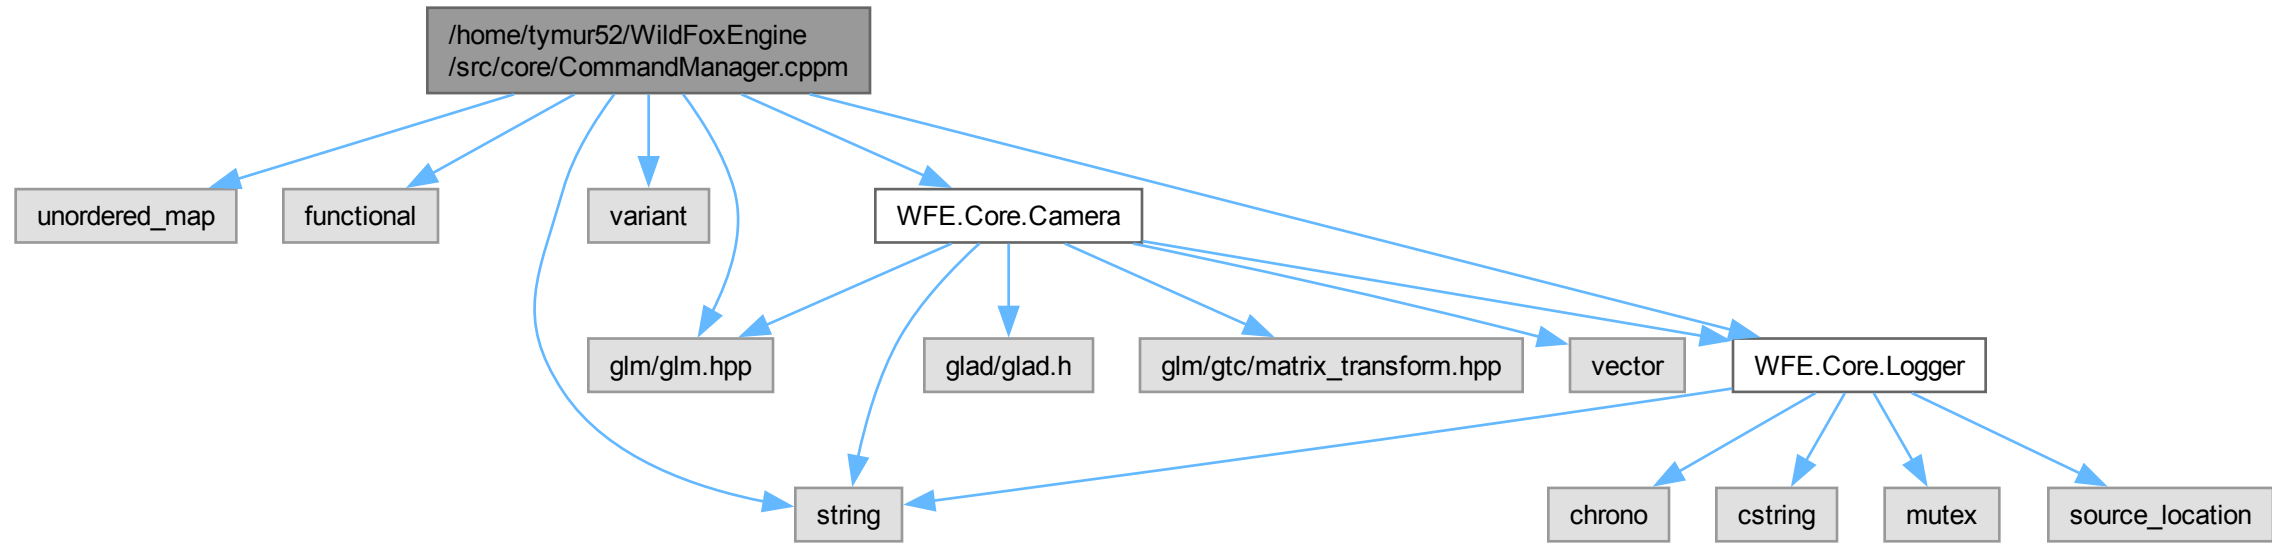 /home/tymur52/WildFoxEngine
/src/core/CommandManager.cppm
unordered_map
functional
variant
WFE.Core.Camera
glm/glm.hpp
glad/glad.h
glm/gtc/matrix_transform.hpp
vector
WFE.Core.Logger
string
chrono
cstring
mutex
source_location